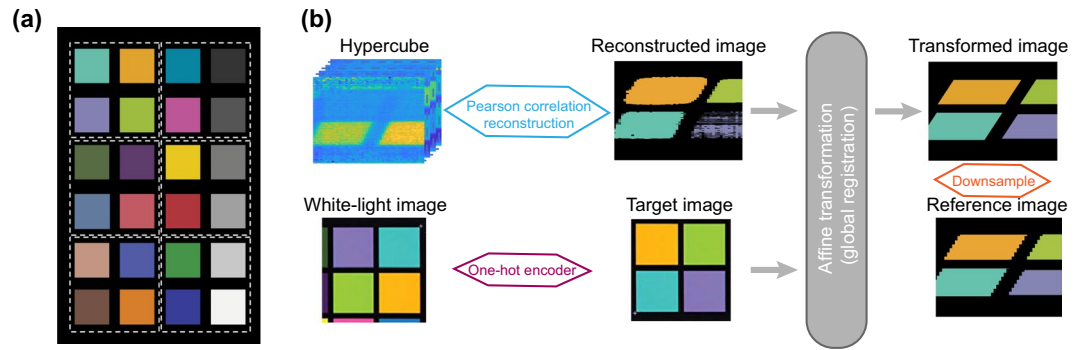 (a)
(b)
Hypercube
Pearson correlation
reconstruction
Reconstructed image
Affine transformation
(global registration)
Transformed image
Downsample
White-light image
One-hot encoder
Target image
Reference image